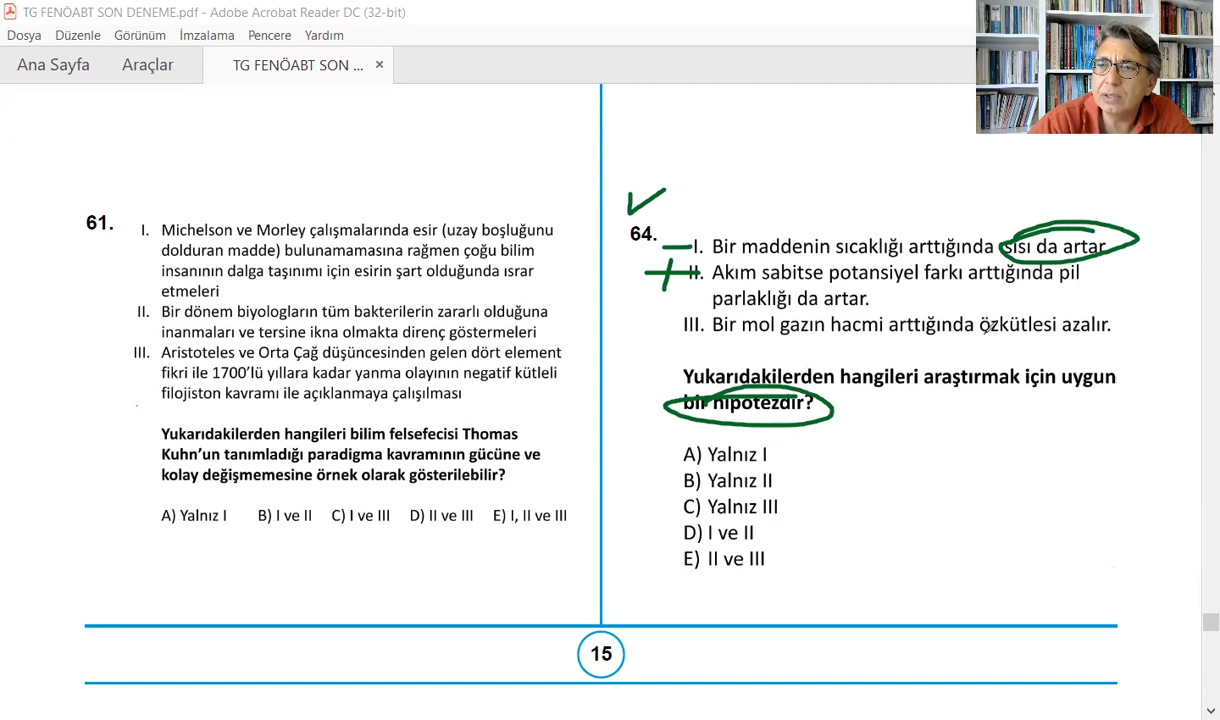 TG FENÖABT SON DENEME.pdf - Adobe Acrobat Reader DC (32-bit)
Dosya Düzenle Görünüm İmzalama Pencere Yardım
Ana Sayfa Araçlar TG FENÖABT SON ... ×
61.
I. Michelson ve Morley çalışmalarında esir (uzay boşluğunu
dolduran madde) bulunamamasına rağmen çoğu bilim
insanının dalga taşınımı için esirin şart olduğunda ısrar
etmeleri
II. Bir dönem biyologların tüm bakterilerin zararlı olduğuna
inanmaları ve tersine ikna olmakta direnç göstermeleri
III. Aristoteles ve Orta Çağ düşüncesinden gelen dört element
fikri ile 1700'lü yıllara kadar yanma olayının negatif kütleli
filojiston kavramı ile açıklanmaya çalışılması
Yukarıdakilerden hangileri bilim felsefecisi Thomas
Kuhn'un tanımladığı paradigma kavramının gücüne ve
kolay değişmemesine örnek olarak gösterilebilir?
A) Yalnız I B) I ve II C) I ve III D) II ve III E) I, II ve III
64.
I. Bir maddenin sıcaklığı arttığında ısısı da artar.
II. Akım sabitse potansiyel farkı arttığında pil
parlaklığı da artar.
III. Bir mol gazın hacmi arttığında özkütlesi azalır.
Yukarıdakilerden hangileri araştırmak için uygun
bir hipotezdir?
A) Yalnız I
B) Yalnız II
C) Yalnız III
D) I ve II
E) II ve III
15